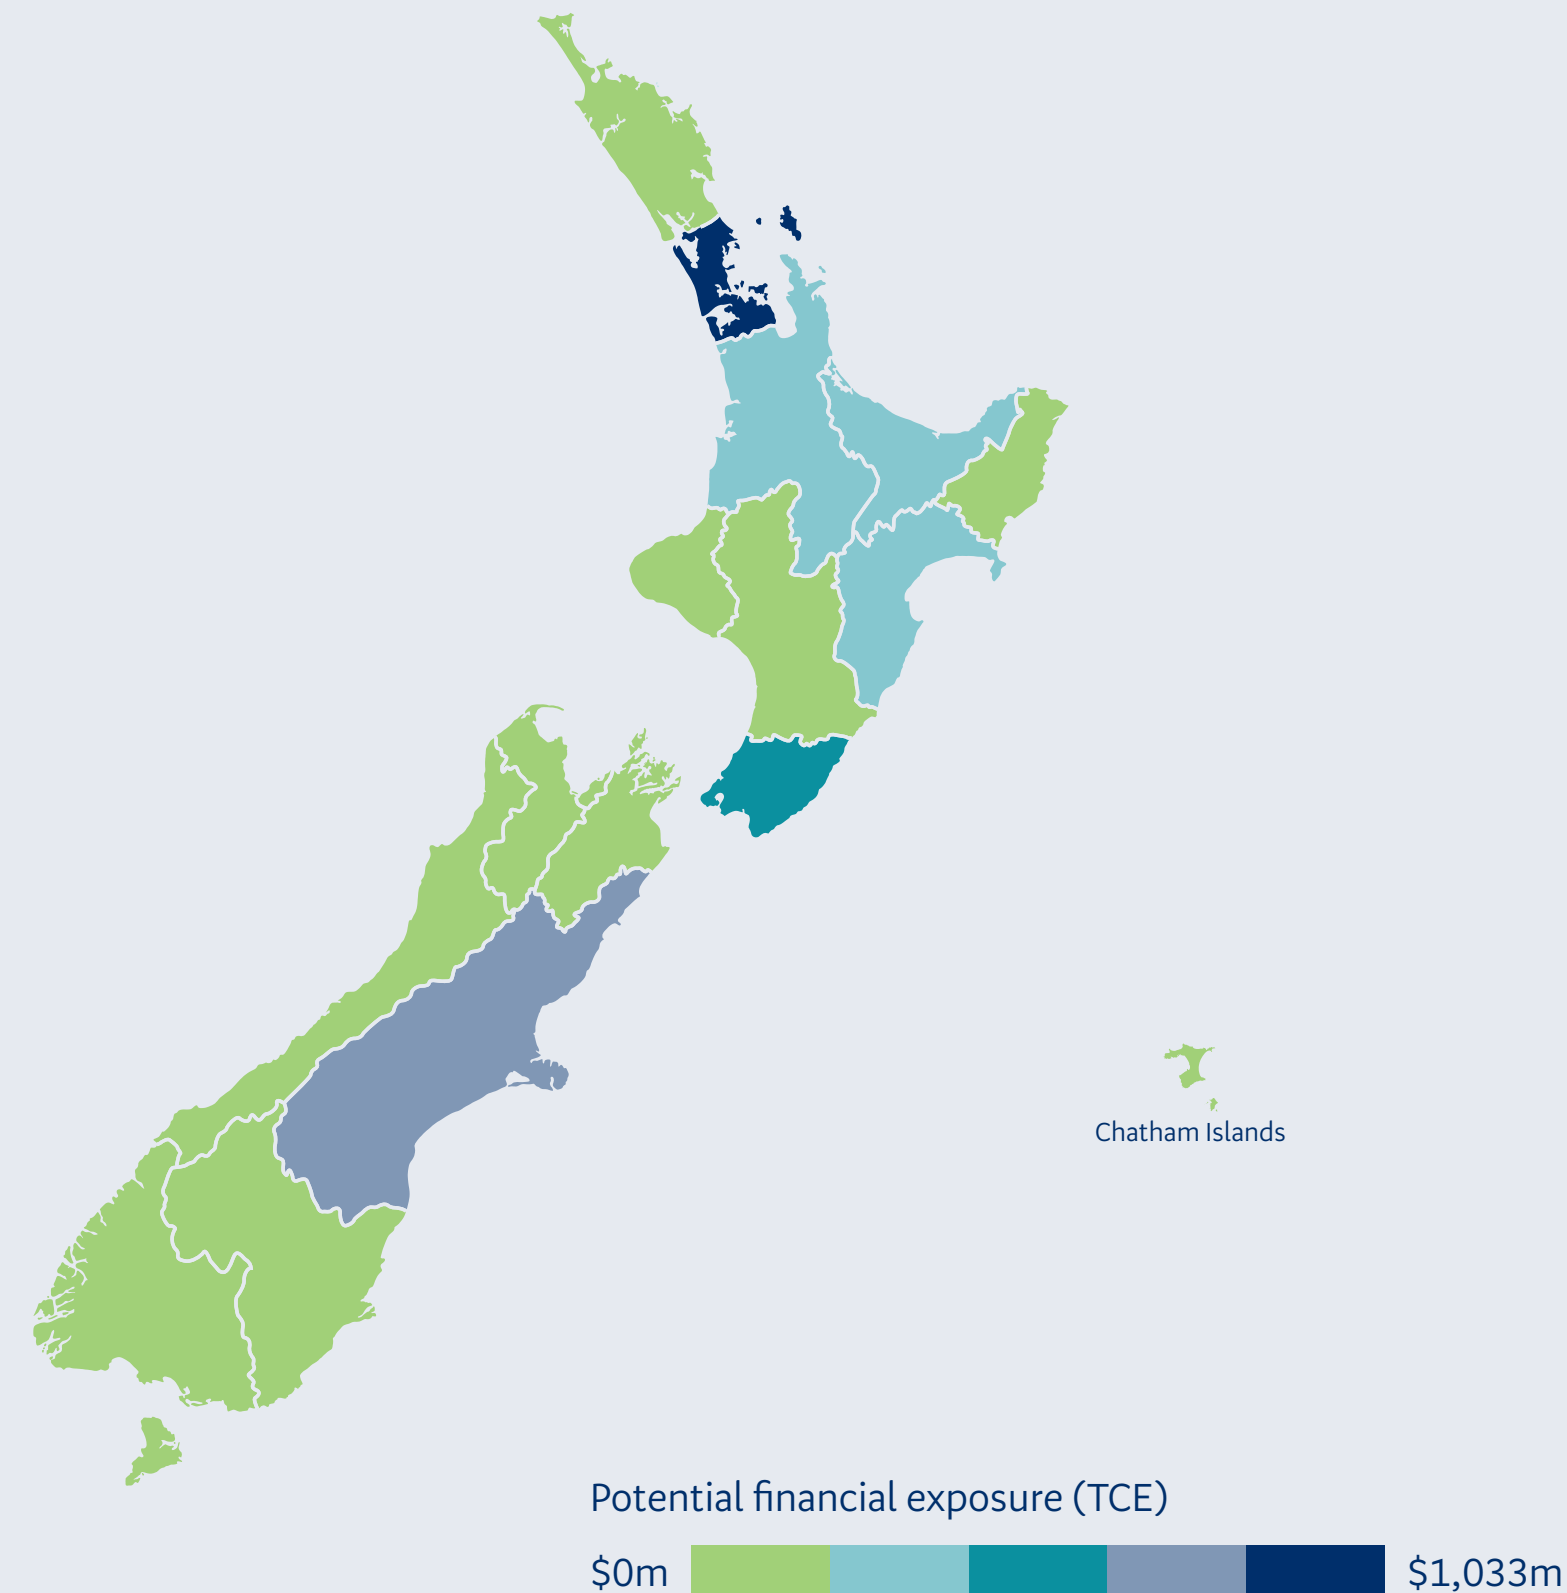 Chatham Islands
Potential financial exposure (TCE)
$0m $1,033m